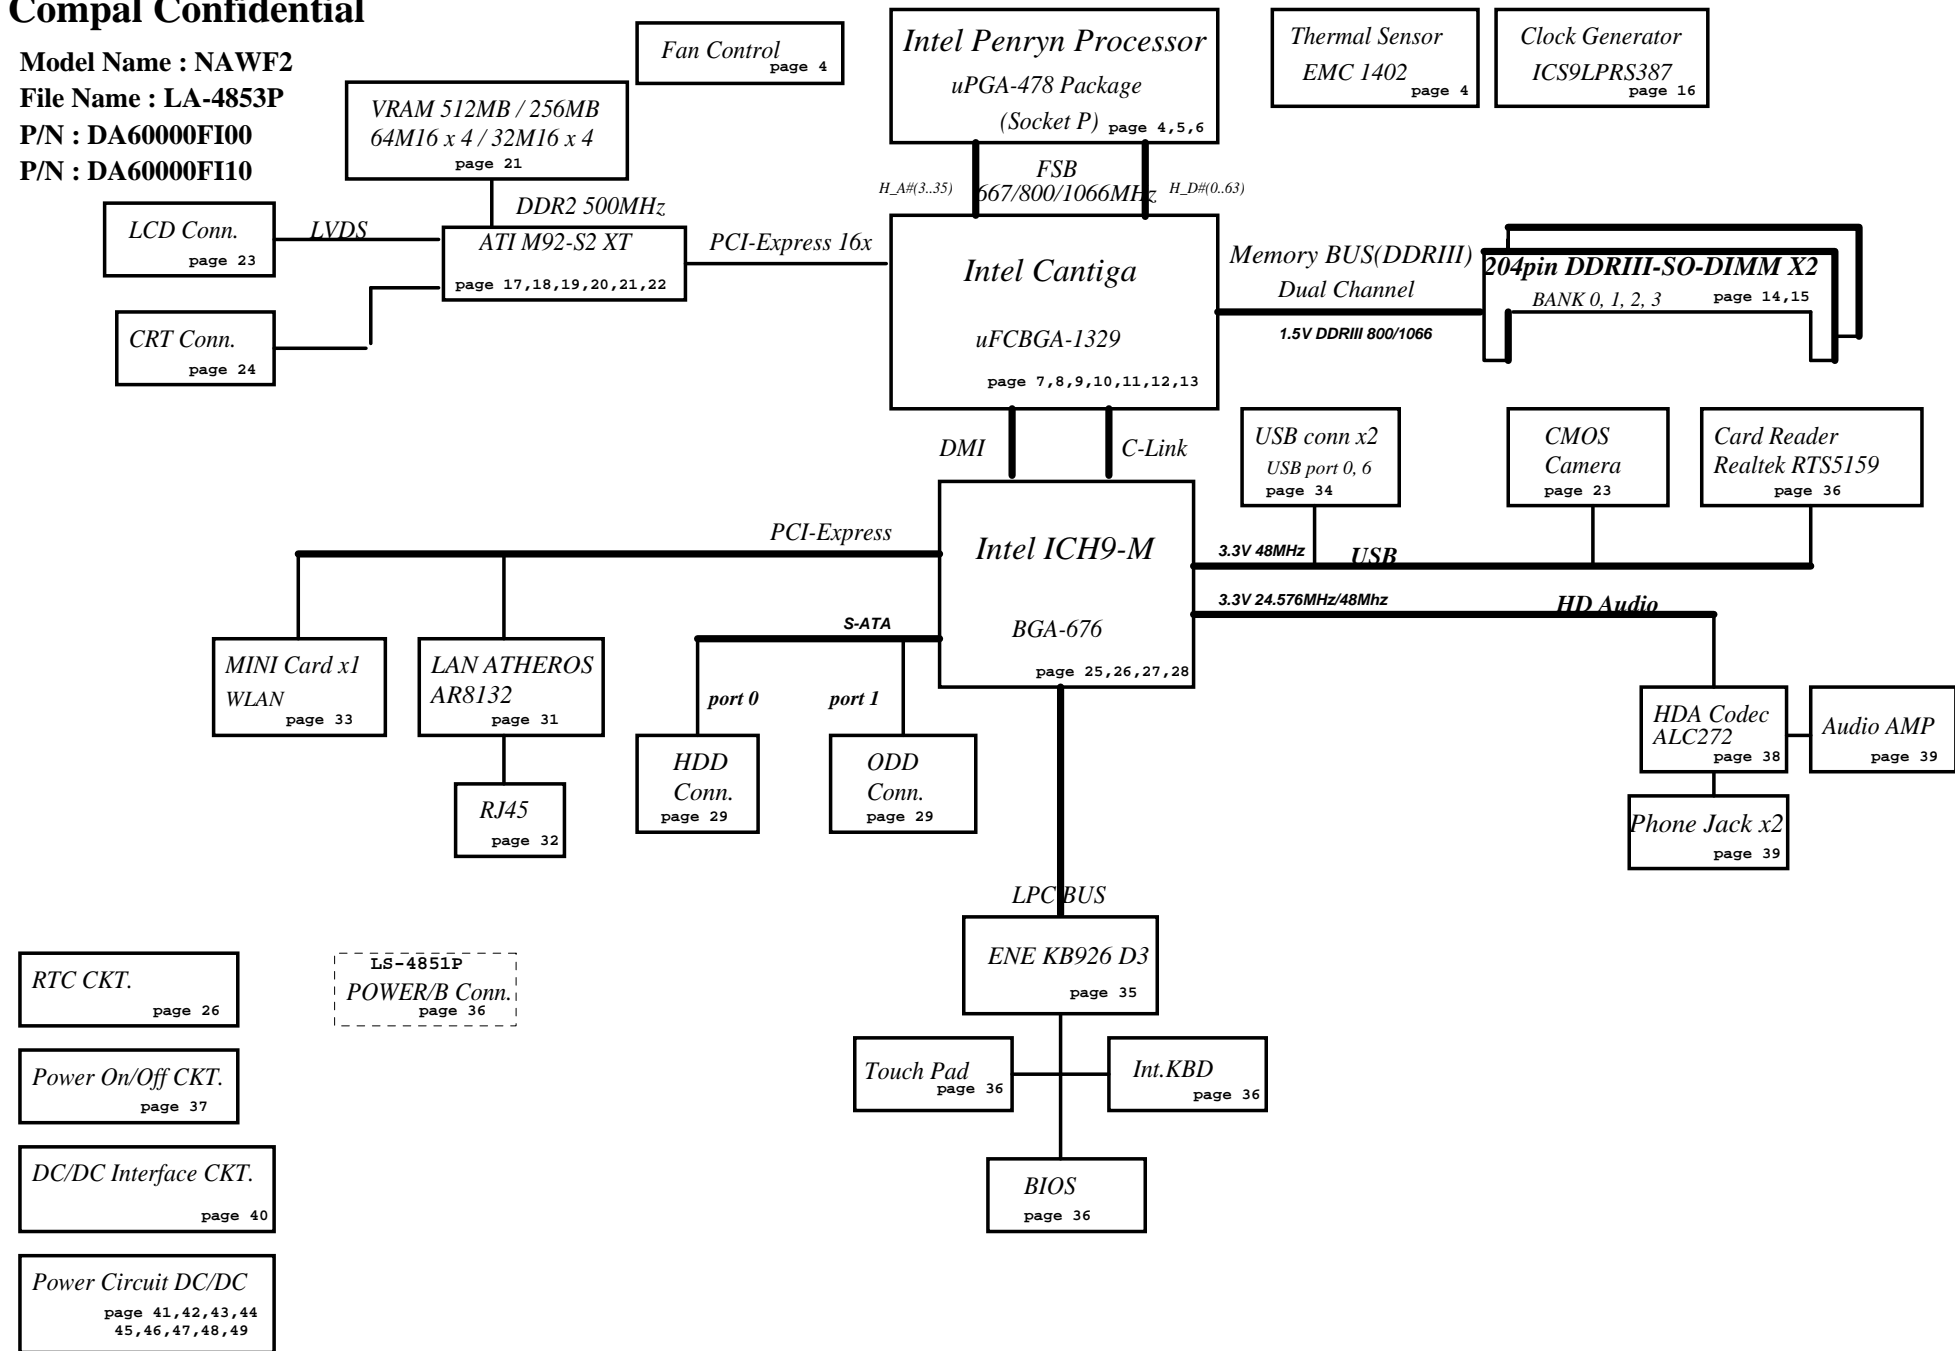 Compal Confidential
Model Name : NAWF2
File Name : LA-4853P
P/N : DA60000FI00
P/N : DA60000FI10
Fan Control
page 4
Intel Penryn Processor
uPGA-478 Package
(Socket P) page 4,5,6
Thermal Sensor
EMC 1402
page 4
Clock Generator
ICS9LPRS387
page 16
VRAM 512MB / 256MB
64M16 x 4 / 32M16 x 4
page 21
DDR2 500MHz
H_A#(3..35)
FSB
667/800/1066MHz
H_D#(0..63)
LCD Conn.
page 23
LVDS
ATI M92-S2 XT
page 17,18,19,20,21,22
PCI-Express 16x
CRT Conn.
page 24
Intel Cantiga
uFCBGA-1329
page 7,8,9,10,11,12,13
Memory BUS(DDRIII)
Dual Channel
1.5V DDRIII 800/1066
204pin DDRIII-SO-DIMM X2
BANK 0, 1, 2, 3 page 14,15
DMI
C-Link
USB conn x2
USB port 0, 6
page 34
CMOS
Camera
page 23
Card Reader
Realtek RTS5159
page 36
PCI-Express
Intel ICH9-M
BGA-676
page 25,26,27,28
3.3V 48MHz
USB
3.3V 24.576MHz/48Mhz
HD Audio
S-ATA
MINI Card x1
WLAN
page 33
LAN ATHEROS
AR8132
page 31
RJ45
page 32
port 0
port 1
HDD
Conn.
page 29
ODD
Conn.
page 29
HDA Codec
ALC272
page 38
Audio AMP
page 39
Phone Jack x2
page 39
LPC BUS
ENE KB926 D3
page 35
Touch Pad
page 36
Int.KBD
page 36
BIOS
page 36
RTC CKT.
page 26
LS-4851P
POWER/B Conn.
page 36
Power On/Off CKT.
page 37
DC/DC Interface CKT.
page 40
Power Circuit DC/DC
page 41,42,43,44
45,46,47,48,49